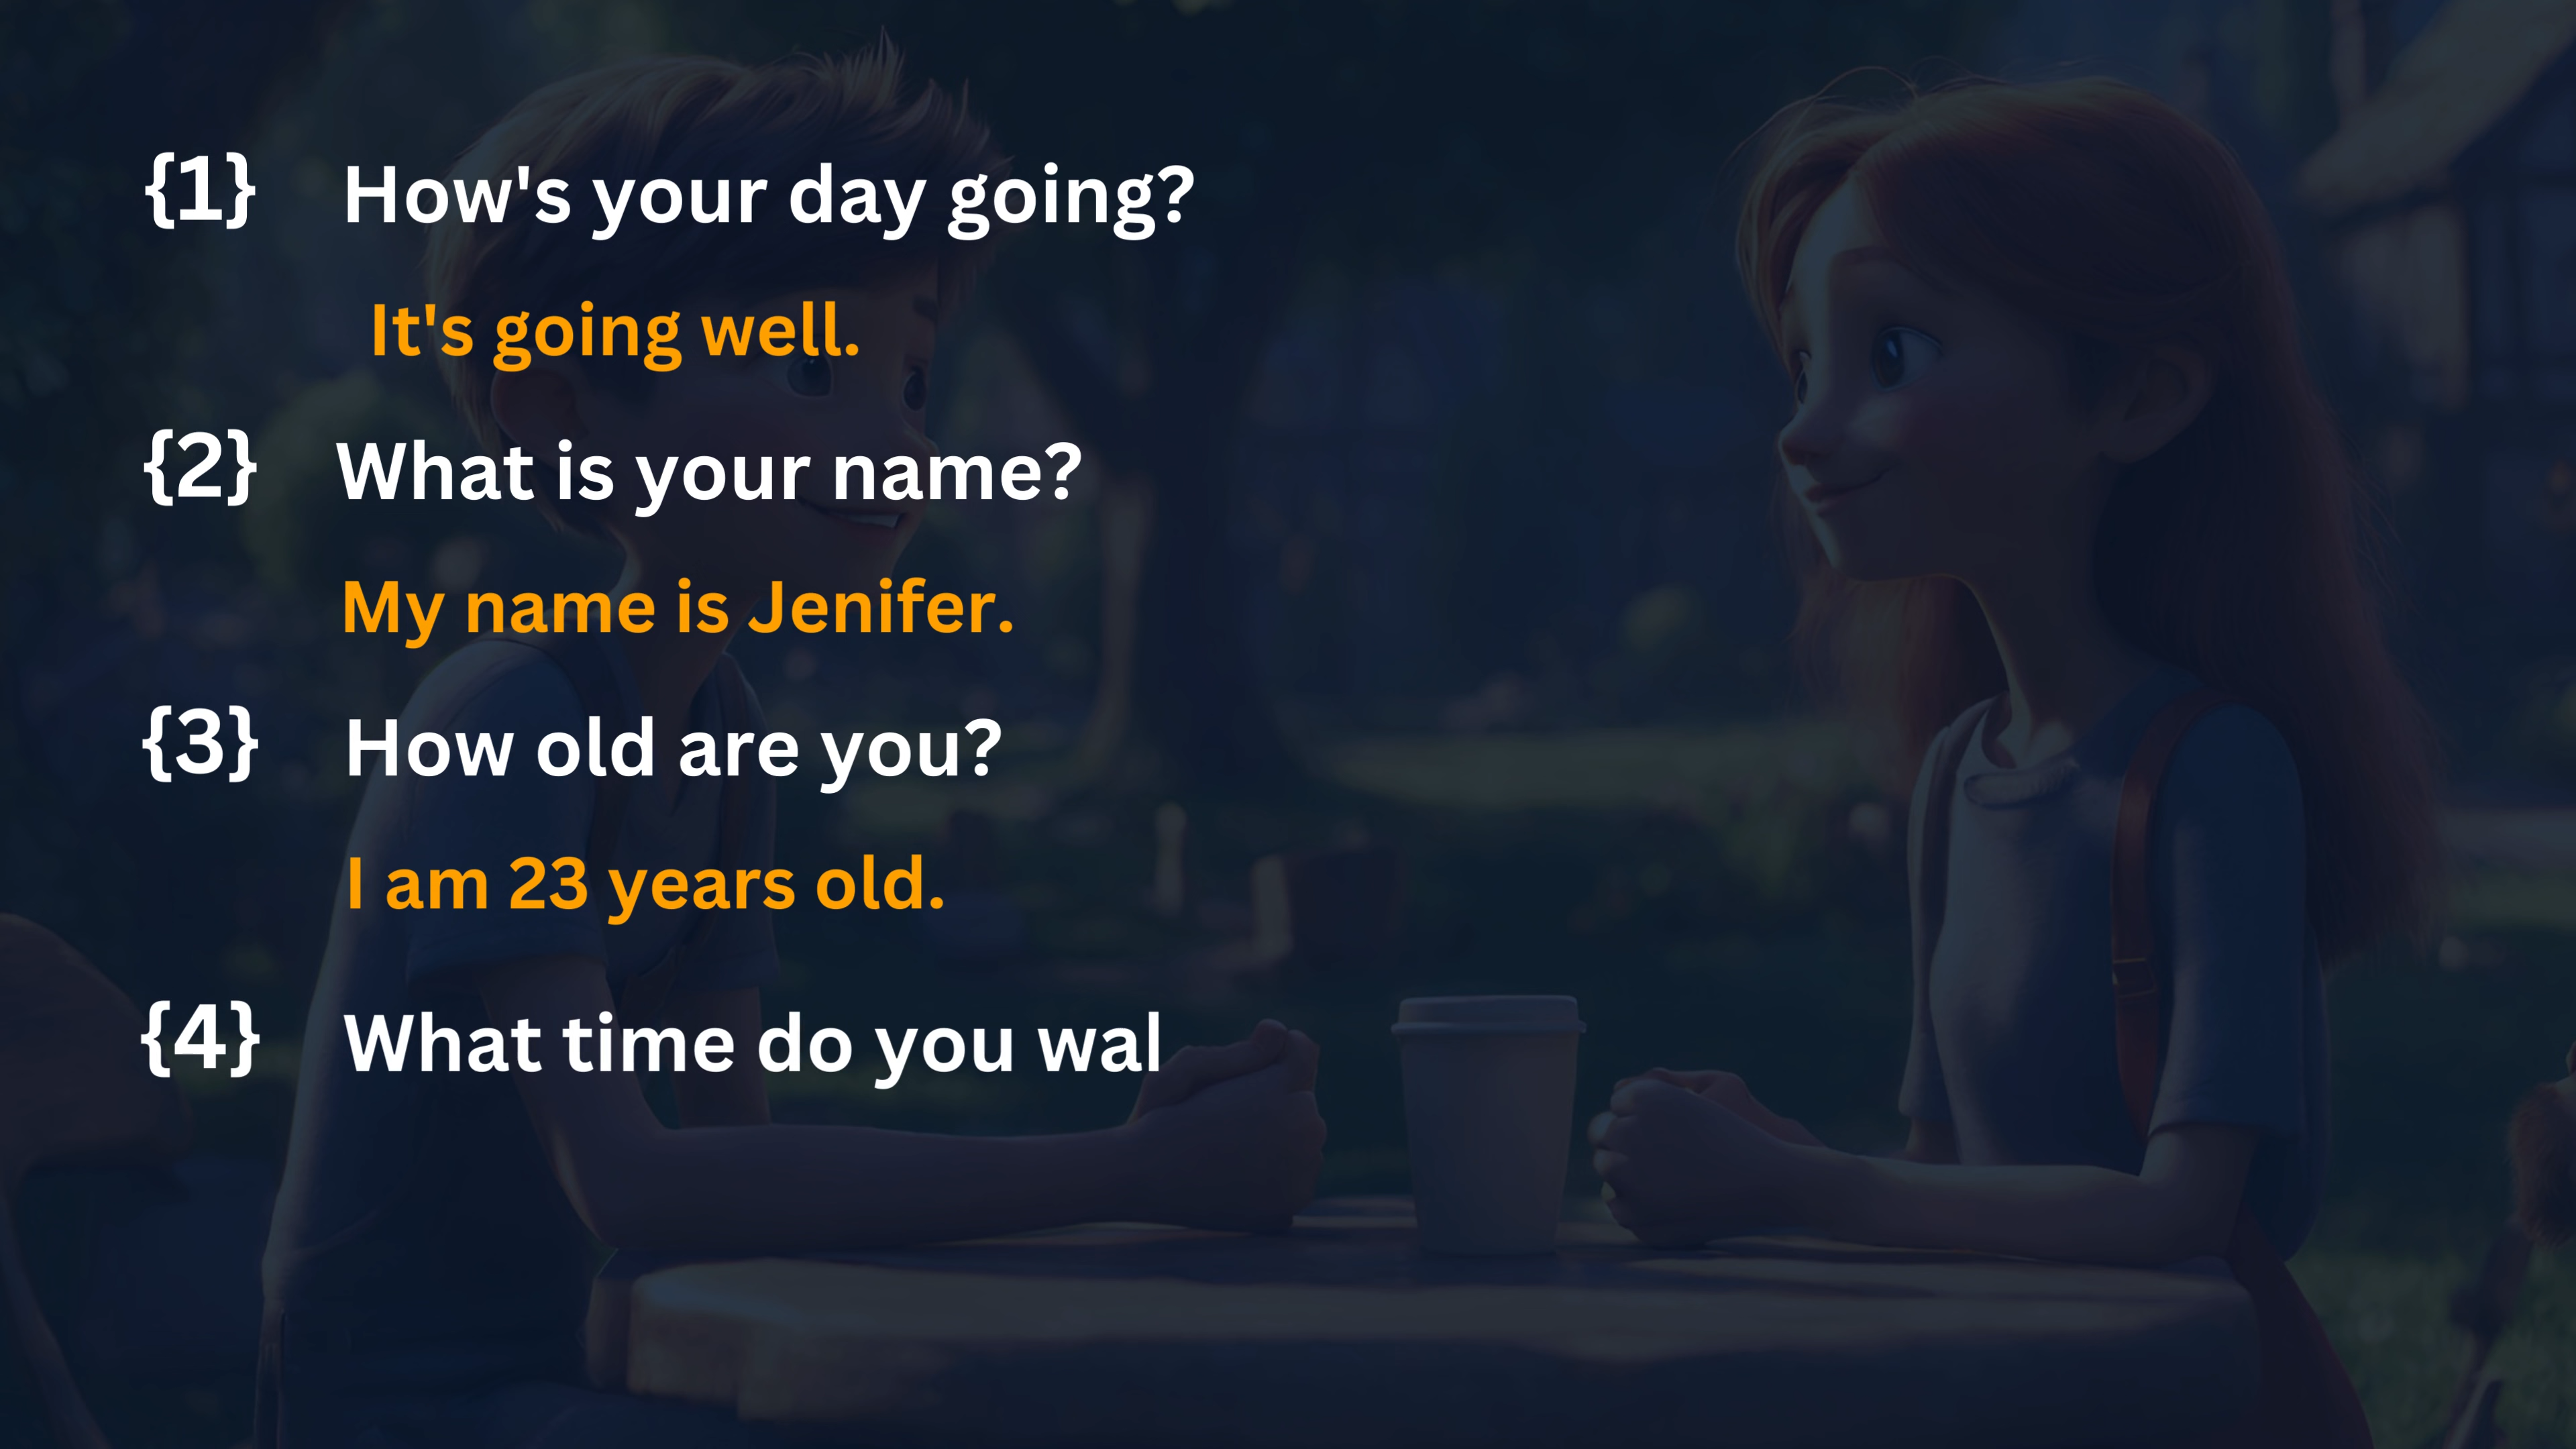 {1} How's your day going?
It's going well.
{2} What is your name?
My name is Jenifer.
{3} How old are you?
I am 23 years old.
{4} What time do you wal